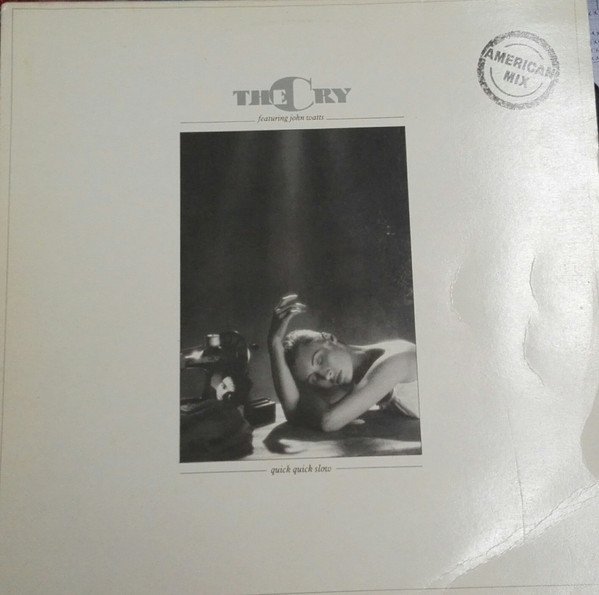 THE CRY
featuring john watts
AMERICAN
MIX
quick quick slow